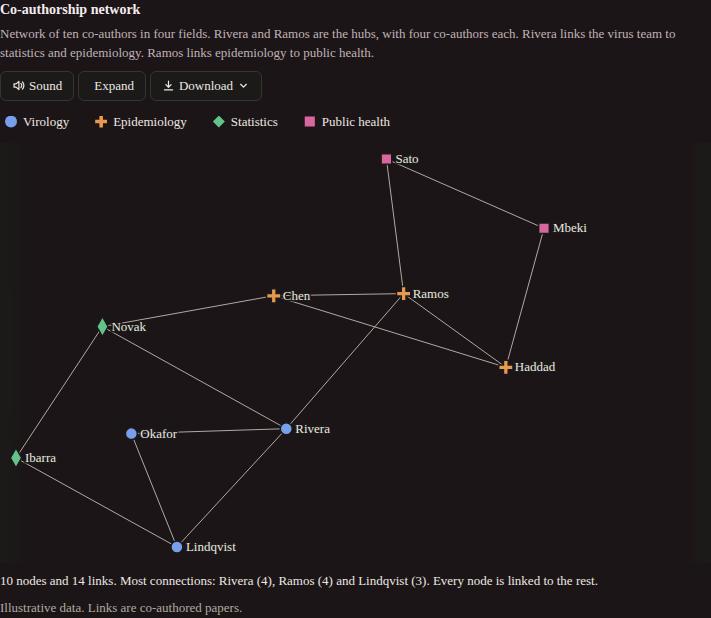 Co-authorship network
Network of ten co-authors in four fields. Rivera and Ramos are the hubs, with four co-authors each. Rivera links the virus team to
statistics and epidemiology. Ramos links epidemiology to public health.
Sound Expand Download
Virology Epidemiology Statistics Public health
Sato
Mbeki
Chen Ramos
Novak
Haddad
Okafor Rivera
Ibarra
Lindqvist
10 nodes and 14 links. Most connections: Rivera (4), Ramos (4) and Lindqvist (3). Every node is linked to the rest.
Illustrative data. Links are co-authored papers.